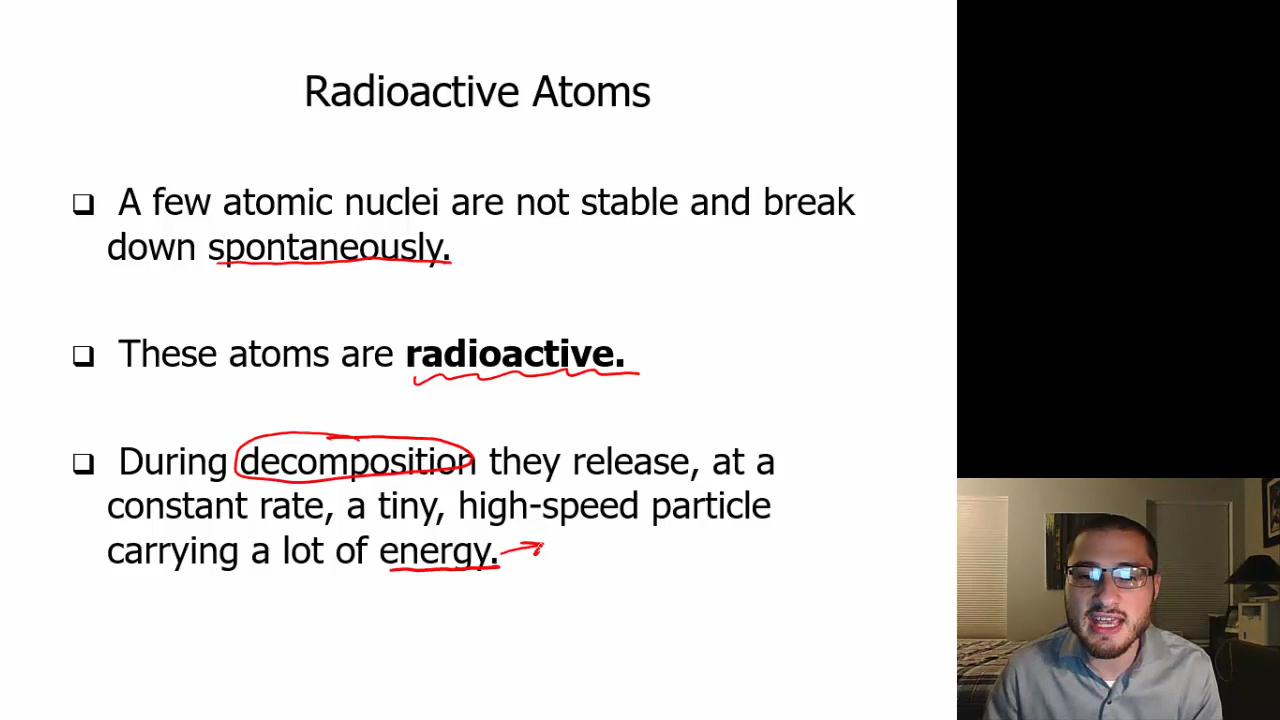 Radioactive Atoms
❑ A few atomic nuclei are not stable and break
down spontaneously.
❑ These atoms are radioactive.
❑ During decomposition they release, at a
constant rate, a tiny, high-speed particle
carrying a lot of energy.